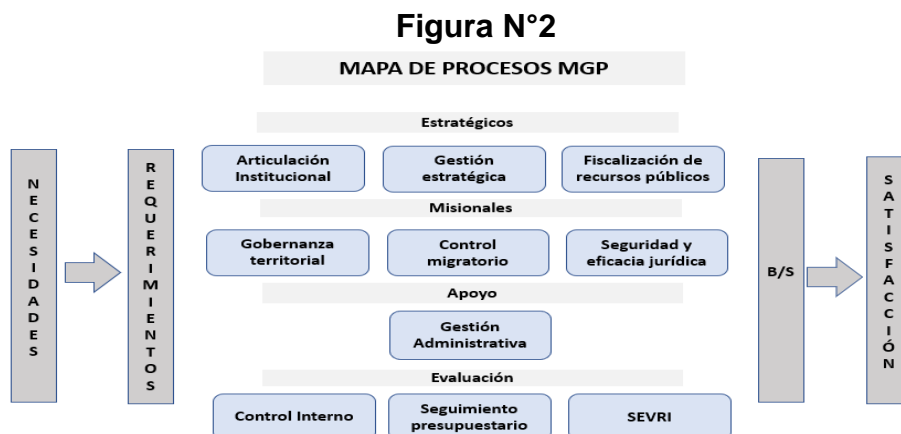 Figura N°2
MAPA DE PROCESOS MGP
NECESIDADES
REQUERIMIENTOS
Estratégicos
Articulación
Institucional
Gestión
estratégica
Fiscalización de
recursos públicos
Misionales
Gobernanza
territorial
Control
migratorio
Seguridad y
eficacia jurídica
Apoyo
Gestión
Administrativa
Evaluación
Control Interno
Seguimiento
presupuestario
SEVRI
B/S
SATISFACCIÓN